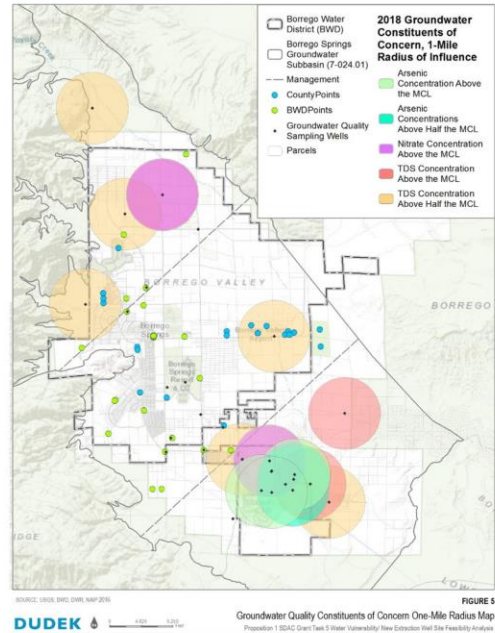 Borrego Water
District (BWD)
Borrego Springs
Groundwater
Subbasin (7-024.01)
Management
CountyPoints
BWDPoints
Groundwater Quality
Sampling Wells
Parcels
2018 Groundwater
Constituents of
Concern, 1-Mile
Radius of Influence
Arsenic
Concentration Above
the MCL
Arsenic
Concentrations
Above Half the MCL
Nitrate Concentration
Above the MCL
TDS Concentration
Above the MCL
TDS Concentration
Above Half the MCL
BORREGO VALLEY
BORREGO
Borrego
Springs
Borrego
Springs
IDGE
LOW
FIGURE 5
Groundwater Quality Constituents of Concern One-Mile Radius Map
Proposition 1 SDAC Grant Task 5 Water Vulnerability/ New Extraction Well Site Feasibility Analysis
DUDEK